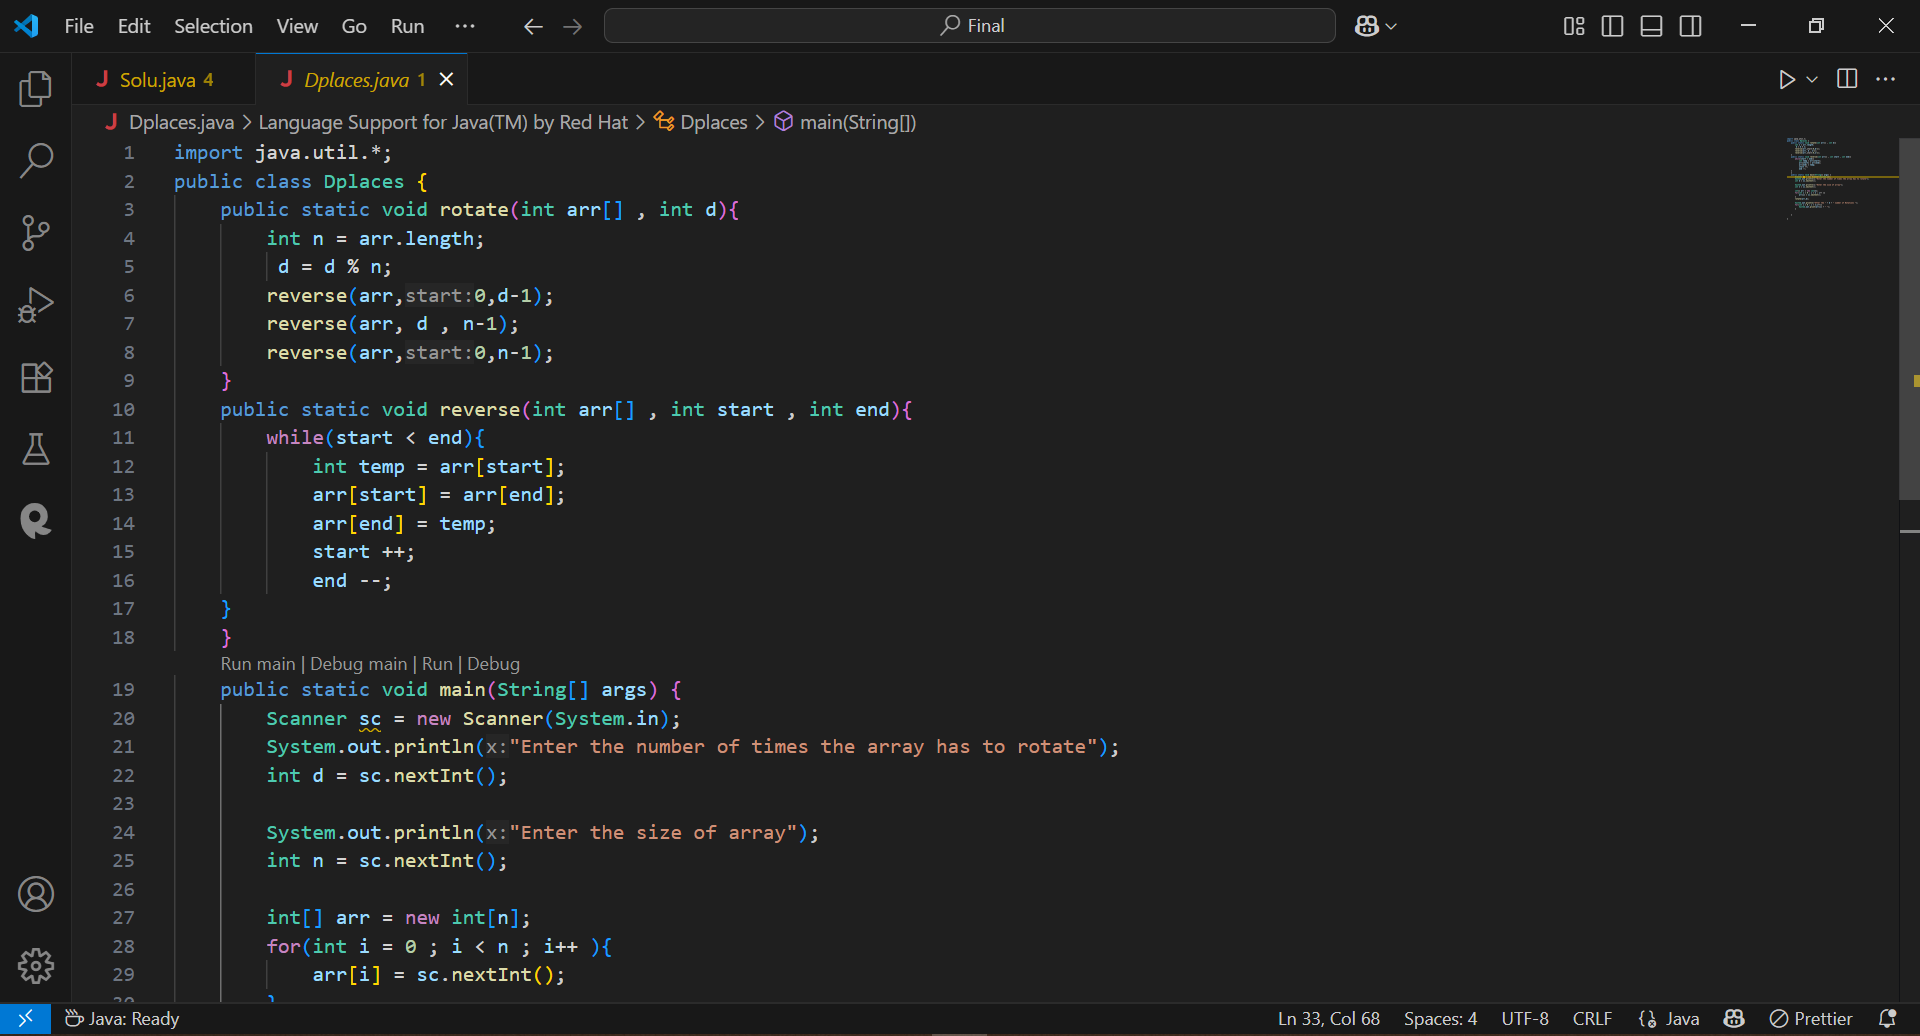 File Edit Selection View Go Run ··· Final
Solu.java 4 Dplaces.java 1
Dplaces.java > Language Support for Java(TM) by Red Hat > Dplaces > main(String[])
1 import java.util.*;
2 public class Dplaces {
3 public static void rotate(int arr[] , int d){
4 int n = arr.length;
5 d = d % n;
6 reverse(arr,start:0,d-1);
7 reverse(arr, d , n-1);
8 reverse(arr,start:0,n-1);
9 }
10 public static void reverse(int arr[] , int start , int end){
11 while(start < end){
12 int temp = arr[start];
13 arr[start] = arr[end];
14 arr[end] = temp;
15 start ++;
16 end --;
17 }
18 }
Run main | Debug main | Run | Debug
19 public static void main(String[] args) {
20 Scanner sc = new Scanner(System.in);
21 System.out.println(x:"Enter the number of times the array has to rotate");
22 int d = sc.nextInt();
23
24 System.out.println(x:"Enter the size of array");
25 int n = sc.nextInt();
26
27 int[] arr = new int[n];
28 for(int i = 0 ; i < n ; i++ ){
29 arr[i] = sc.nextInt();
30 }
Java: Ready Ln 33, Col 68 Spaces: 4 UTF-8 CRLF Java Prettier